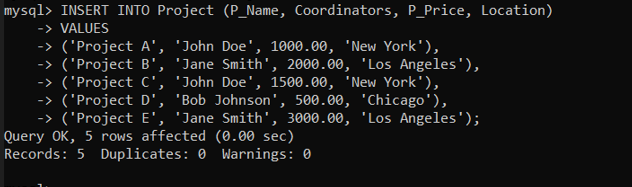 mysql> INSERT INTO Project (P_Name, Coordinators, P_Price, Location)
    -> VALUES
    -> ('Project A', 'John Doe', 1000.00, 'New York'),
    -> ('Project B', 'Jane Smith', 2000.00, 'Los Angeles'),
    -> ('Project C', 'John Doe', 1500.00, 'New York'),
    -> ('Project D', 'Bob Johnson', 500.00, 'Chicago'),
    -> ('Project E', 'Jane Smith', 3000.00, 'Los Angeles');
Query OK, 5 rows affected (0.00 sec)
Records: 5  Duplicates: 0  Warnings: 0